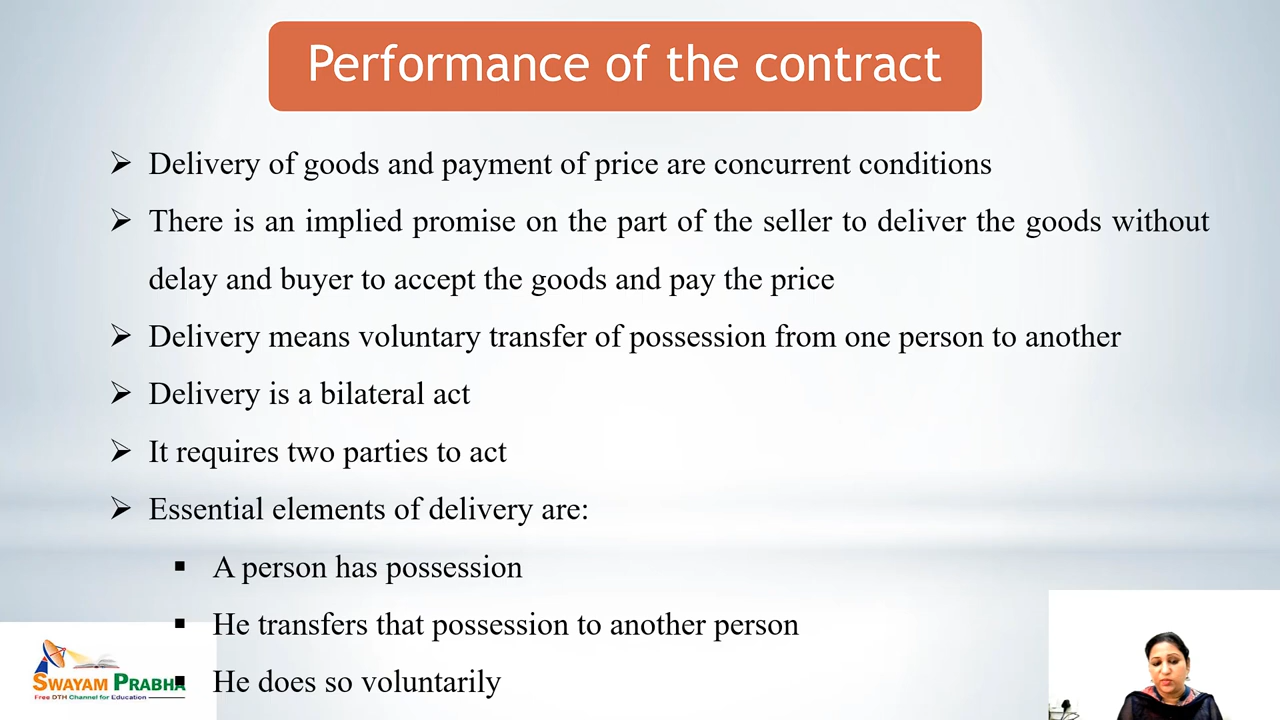 Performance of the contract
Delivery of goods and payment of price are concurrent conditions
There is an implied promise on the part of the seller to deliver the goods without
delay and buyer to accept the goods and pay the price
Delivery means voluntary transfer of possession from one person to another
Delivery is a bilateral act
It requires two parties to act
Essential elements of delivery are:
A person has possession
He transfers that possession to another person
He does so voluntarily
SWAYAM PRABHA
Free DTH Channel for Education